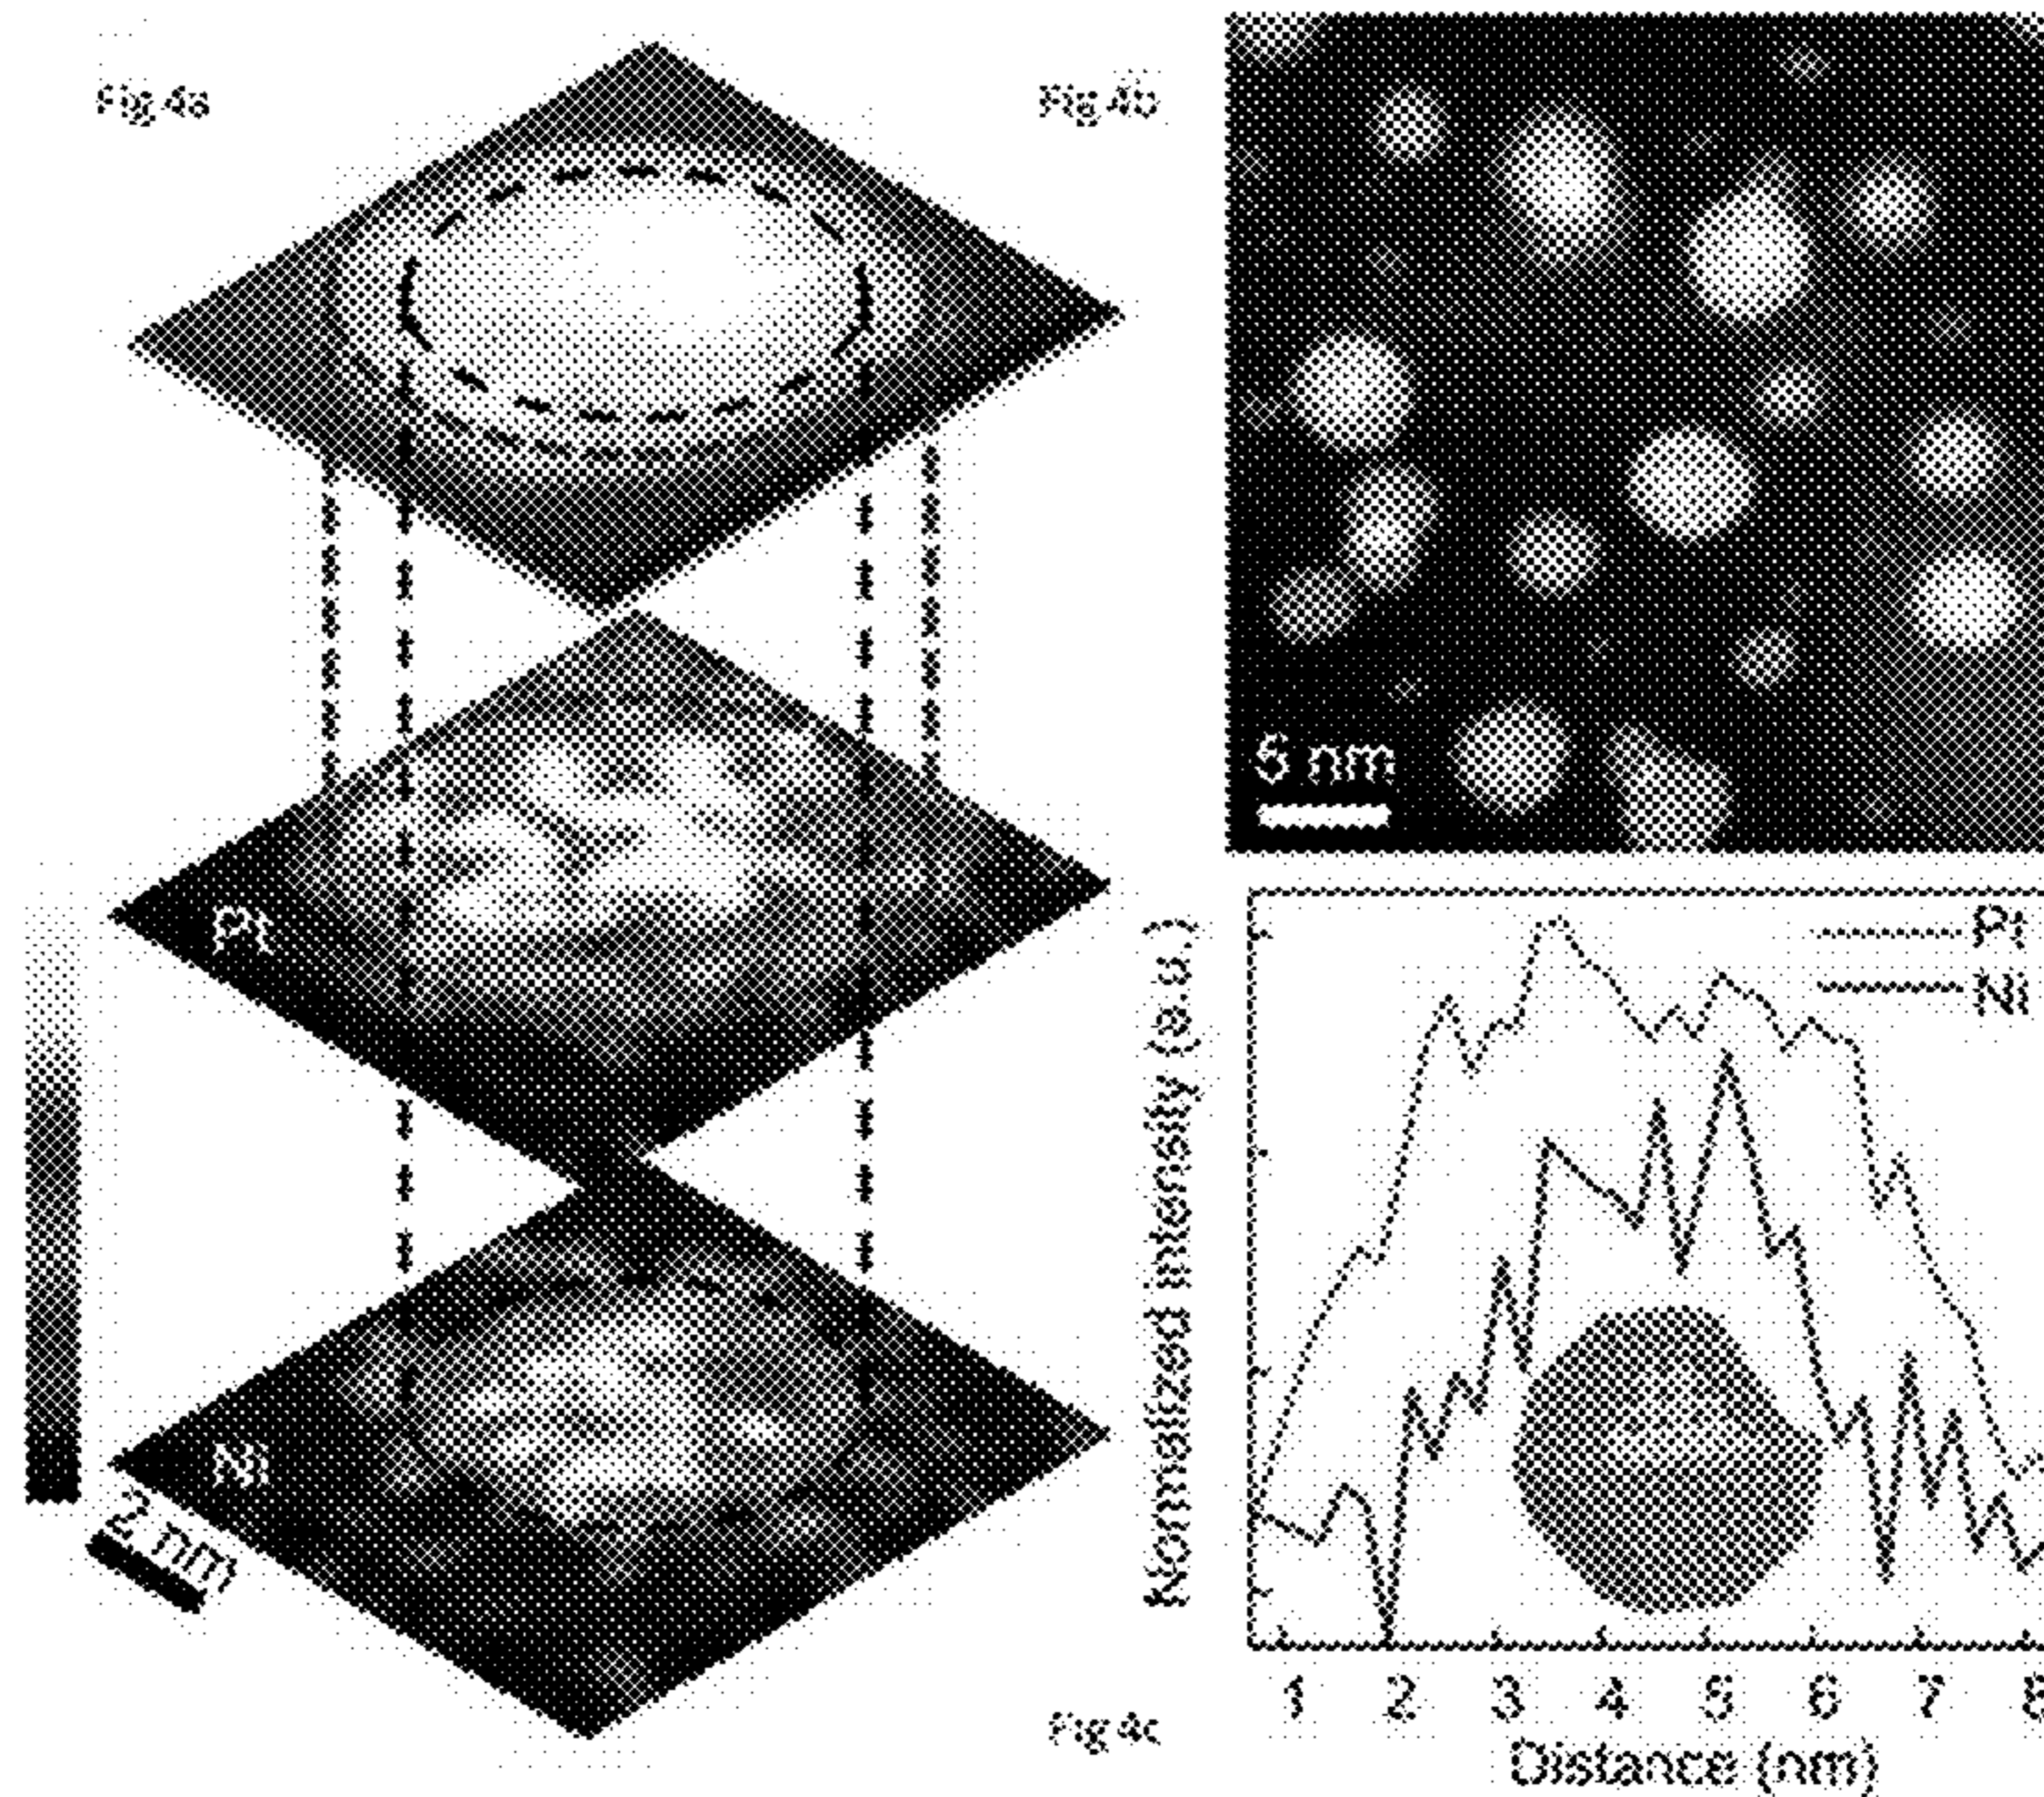 Fig 4a
Pt
Ni
2 nm
Fig 4b
5 nm
Normalized intensity (a.u.)
Pt
Ni
1 2 3 4 5 6 7 8
Distance (nm)
Fig 4c